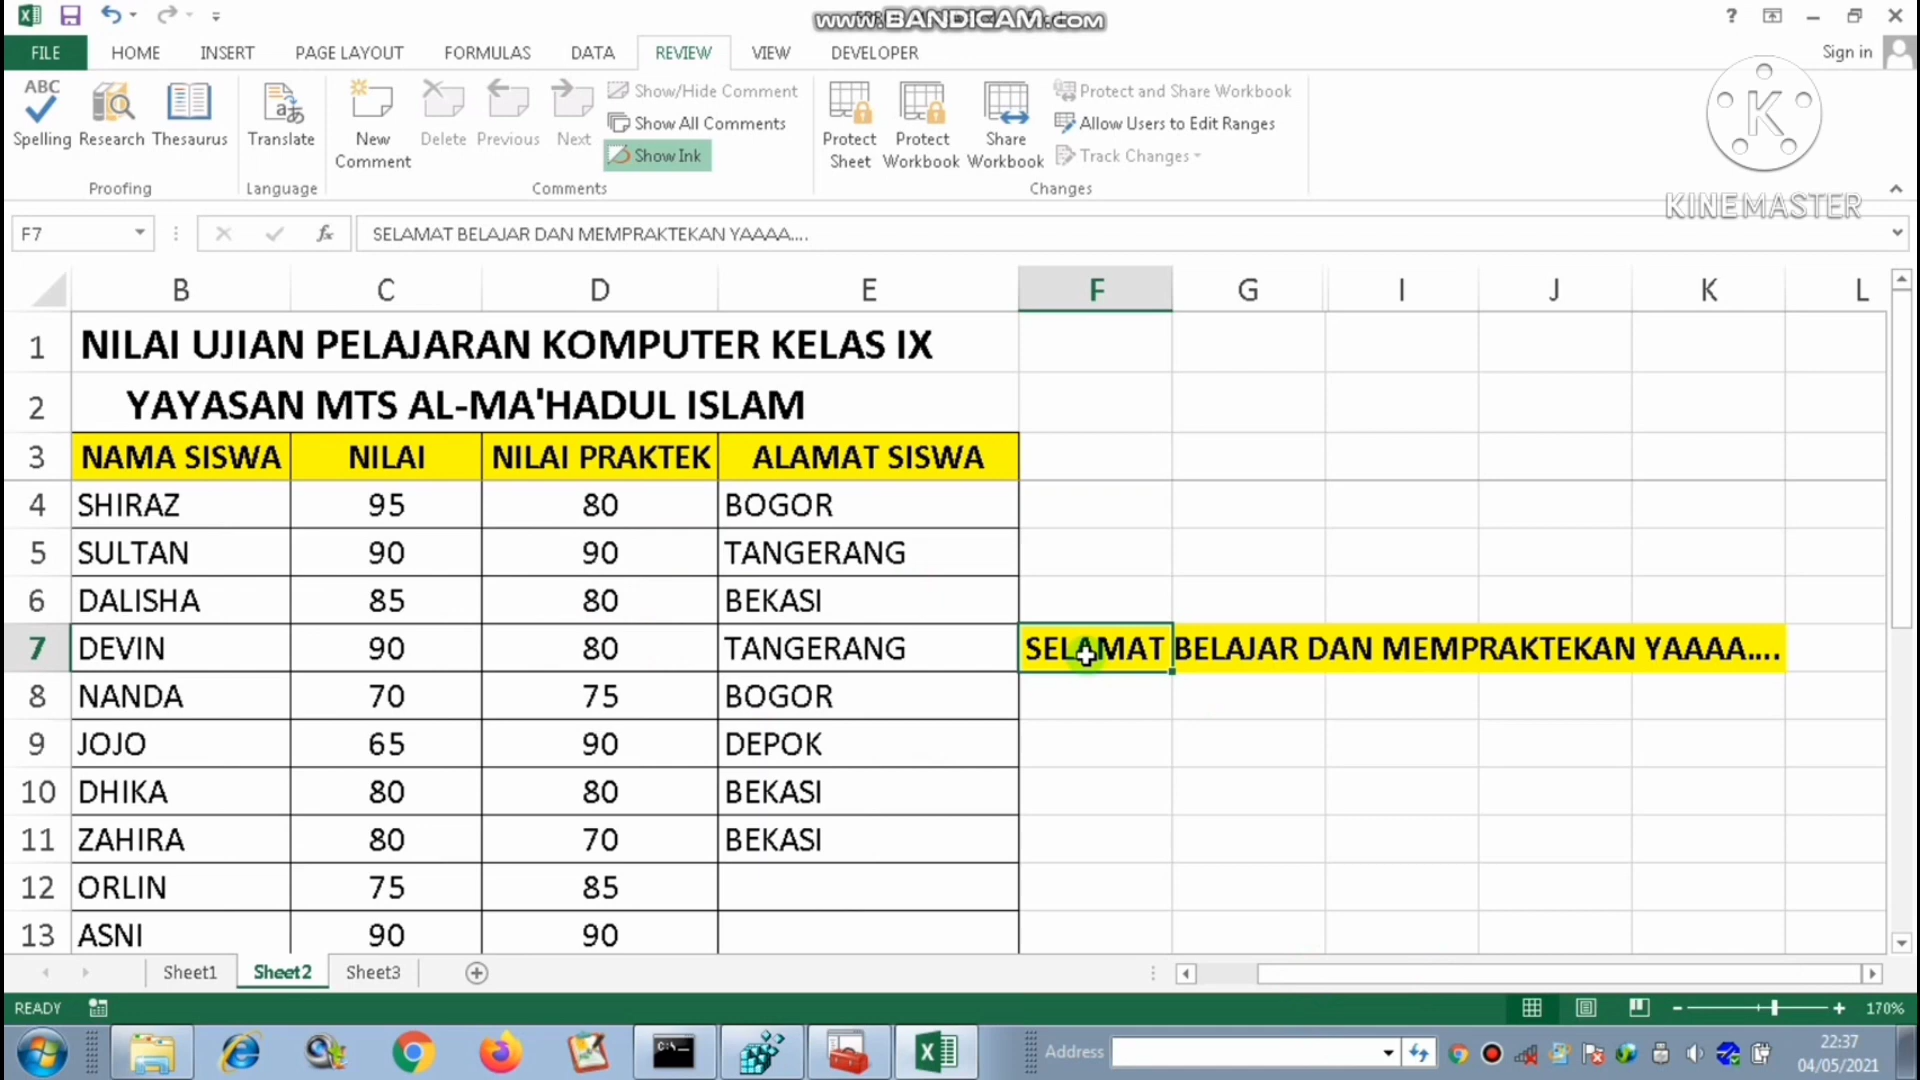 www.BANDICAM.com
FILE HOME INSERT PAGE LAYOUT FORMULAS DATA REVIEW VIEW DEVELOPER Sign in
ABC
Spelling Research Thesaurus Translate New Comment Delete Previous Next
Show/Hide Comment
Show All Comments
Show Ink
Protect Sheet Protect Workbook Share Workbook
Protect and Share Workbook
Allow Users to Edit Ranges
Track Changes
Proofing Language Comments Changes
K
KINEMASTER
F7 fx SELAMAT BELAJAR DAN MEMPRAKTEKAN YAAAA....
B C D E F G I J K L
1 NILAI UJIAN PELAJARAN KOMPUTER KELAS IX
2 YAYASAN MTS AL-MA'HADUL ISLAM
3 NAMA SISWA NILAI NILAI PRAKTEK ALAMAT SISWA
4 SHIRAZ 95 80 BOGOR
5 SULTAN 90 90 TANGERANG
6 DALISHA 85 80 BEKASI
7 DEVIN 90 80 TANGERANG SELAMAT BELAJAR DAN MEMPRAKTEKAN YAAAA....
8 NANDA 70 75 BOGOR
9 JOJO 65 90 DEPOK
10 DHIKA 80 80 BEKASI
11 ZAHIRA 80 70 BEKASI
12 ORLIN 75 85
13 ASNI 90 90
Sheet1 Sheet2 Sheet3
READY 170%
Address 22:37
04/05/2021